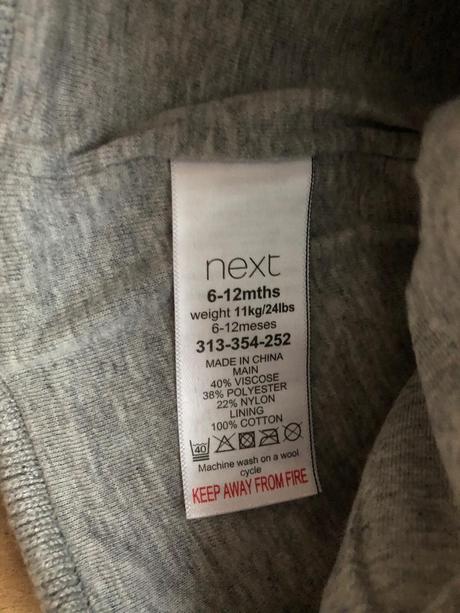 next
6-12mths
weight 11kg/24lbs
6-12meses
313-354-252
MADE IN CHINA
MAIN
40% VISCOSE
38% POLYESTER
22% NYLON
LINING
100% COTTON
40
Machine wash on a wool
cycle
KEEP AWAY FROM FIRE